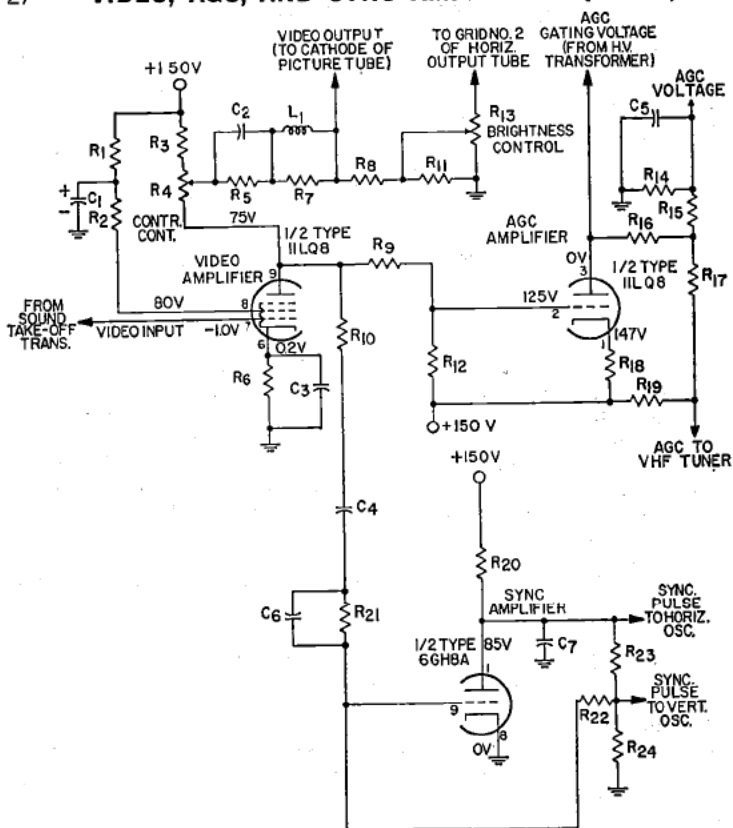 27 VIDEO, AGC, AND
VIDEO OUTPUT
(TO CATHODE OF
PICTURE TUBE)
TO GRID NO. 2
OF HORIZ.
OUTPUT TUBE
AGC
GATING VOLTAGE
(FROM H.V.
TRANSFORMER)
AGC
VOLTAGE
+150V
C2
L1
R13
BRIGHTNESS
CONTROL
C5
R1
R3
R4
R5
R7
R8
R11
R14
R15
+
C1
-
R2
CONTR.
CONT.
75V
1/2 TYPE
11LQ8
VIDEO
AMPLIFIER
9
R9
AGC
AMPLIFIER
R16
0V
3
1/2 TYPE
11LQ8
R17
FROM
SOUND
TAKE-OFF
TRANS.
80V
8
VIDEO INPUT
-1.0V
7
6
0.2V
R6
C3
R10
R12
125V
2
147V
1
R18
R19
+150 V
AGC TO
VHF TUNER
+150V
C4
R20
C6
R21
SYNC
AMPLIFIER
1/2 TYPE
6GH8A
85V
1
C7
9
8
0V
SYNC.
PULSE
TO HORIZ.
OSC.
R23
R22
SYNC.
PULSE
TO VERT.
OSC.
R24